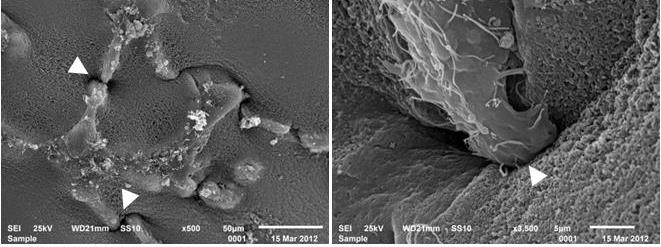 SEI 25kV WD21mm SS10 x500 50µm
Sample 0001 15 Mar 2012
SEI 25kV WD21mm SS10 x3,500 5µm
Sample 0001 15 Mar 2012